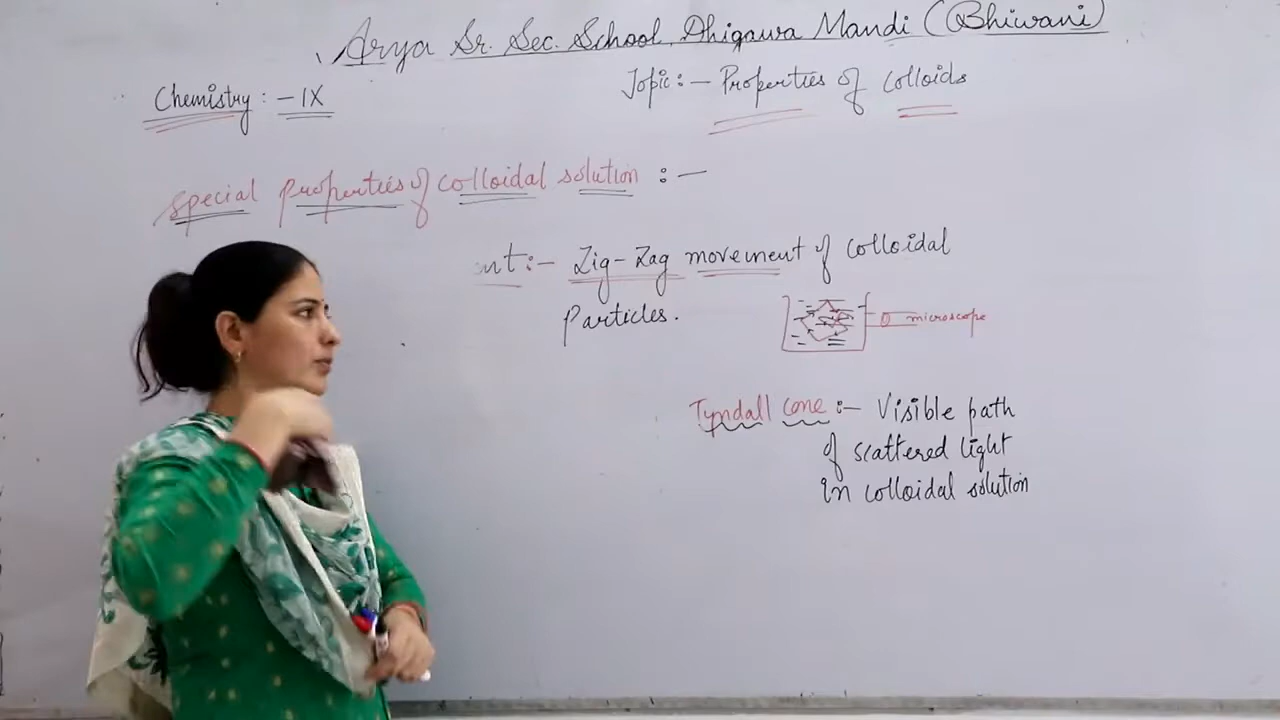 Arya Sr. Sec. School, Dhigawa Mandi (Bhiwani)
Chemistry : - IX
Topic :- Properties of colloids
special properties of colloidal solution :-
:- Zig-Zag movement of colloidal
particles.
microscope
Tyndall cone :- Visible path
of scattered light
in colloidal solution